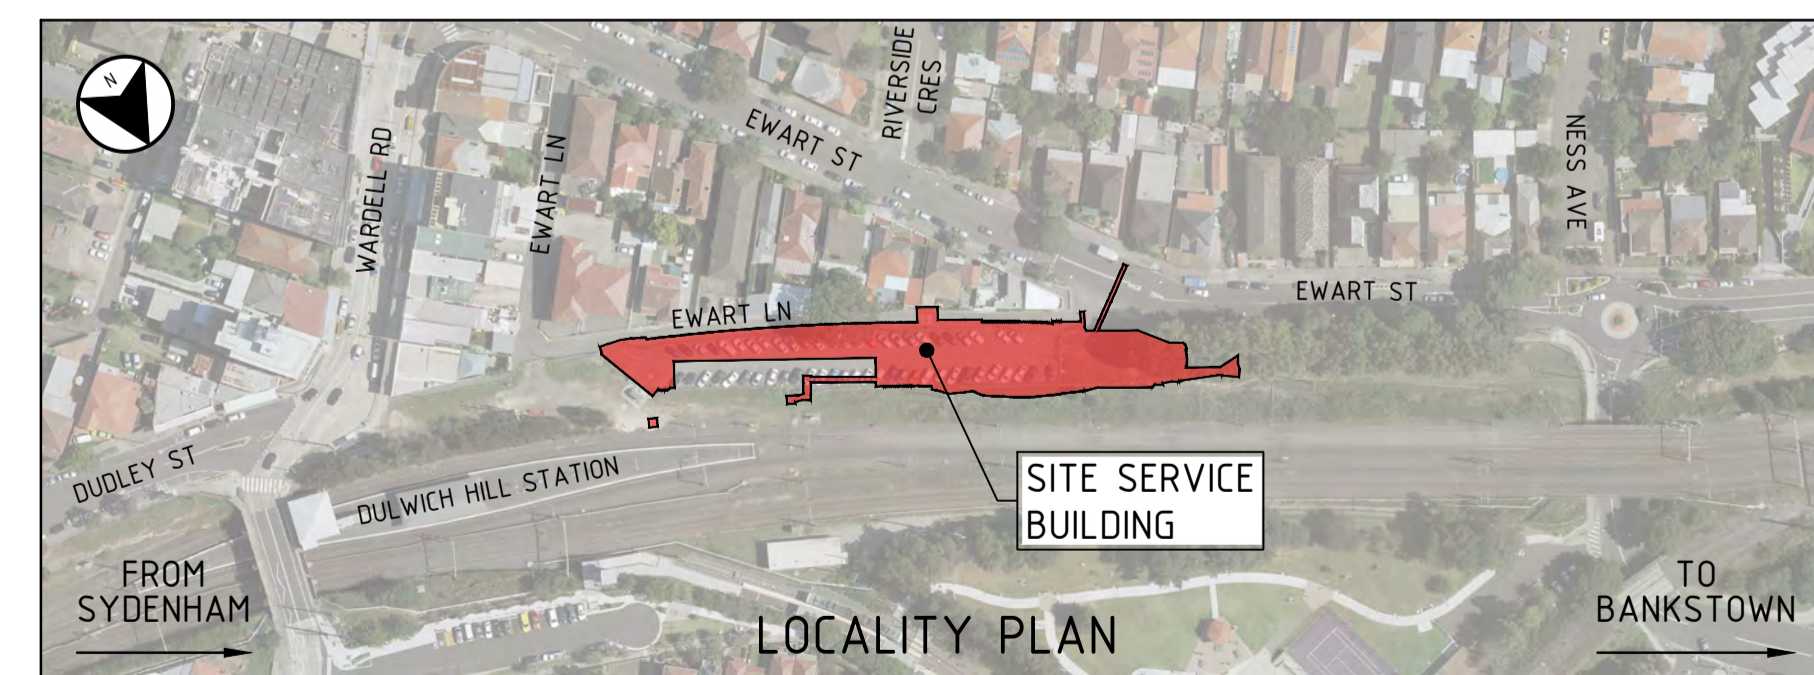 N
RIVERSIDE
CRES
EWART ST
WARDELL RD
EWART LN
NESS AVE
EWART ST
EWART LN
DUDLEY ST
DULWICH HILL STATION
SITE SERVICE
BUILDING
FROM
SYDENHAM
LOCALITY PLAN
TO
BANKSTOWN